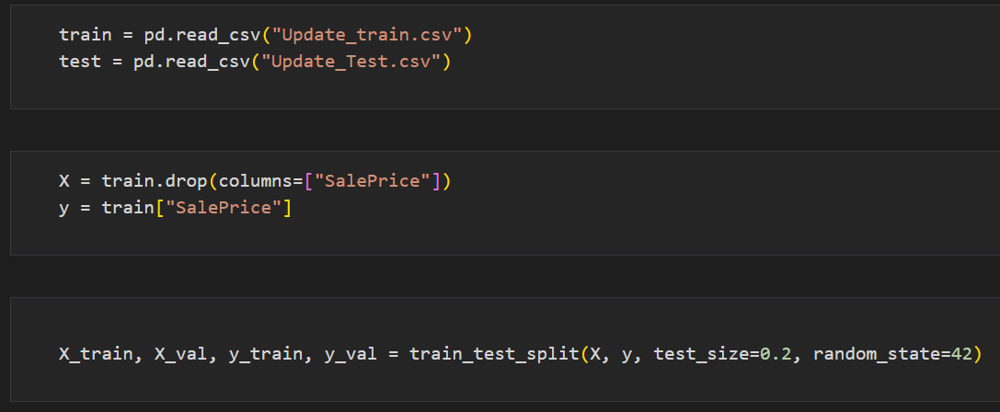 train = pd.read_csv("Update_train.csv")
test = pd.read_csv("Update_Test.csv")
X = train.drop(columns=["SalePrice"])
y = train["SalePrice"]
X_train, X_val, y_train, y_val = train_test_split(X, y, test_size=0.2, random_state=42)